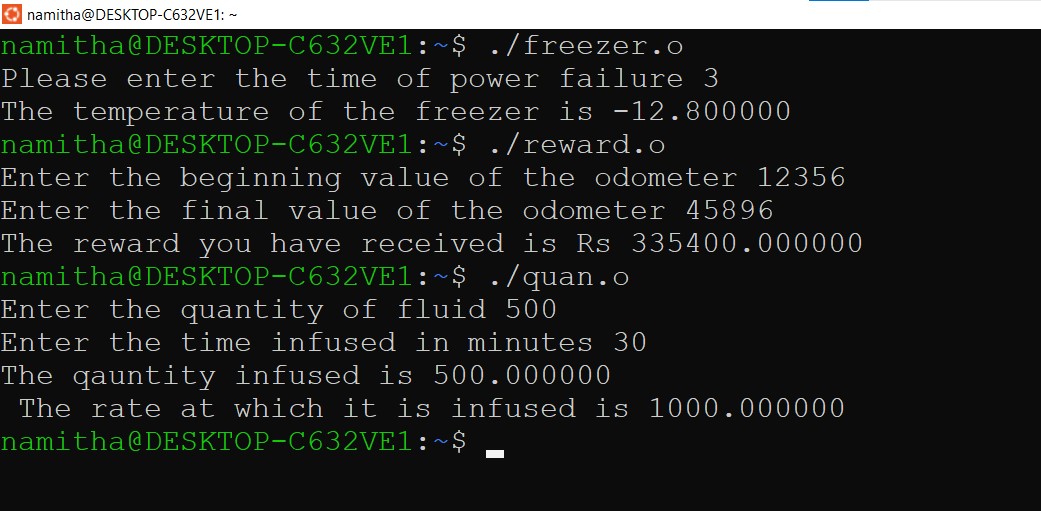 namitha@DESKTOP-C632VE1: ~
namitha@DESKTOP-C632VE1:~$ ./freezer.o
Please enter the time of power failure 3
The temperature of the freezer is -12.800000
namitha@DESKTOP-C632VE1:~$ ./reward.o
Enter the beginning value of the odometer 12356
Enter the final value of the odometer 45896
The reward you have received is Rs 335400.000000
namitha@DESKTOP-C632VE1:~$ ./quan.o
Enter the quantity of fluid 500
Enter the time infused in minutes 30
The qauntity infused is 500.000000
 The rate at which it is infused is 1000.000000
namitha@DESKTOP-C632VE1:~$